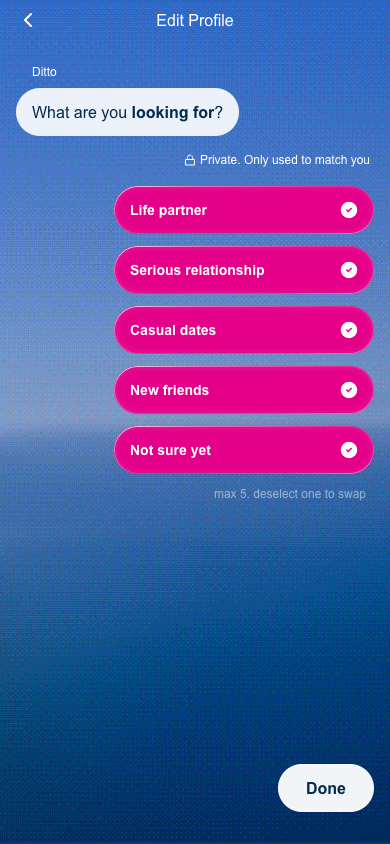 Edit Profile
Ditto
What are you looking for?
Private. Only used to match you
Life partner
Serious relationship
Casual dates
New friends
Not sure yet
max 5. deselect one to swap
Done